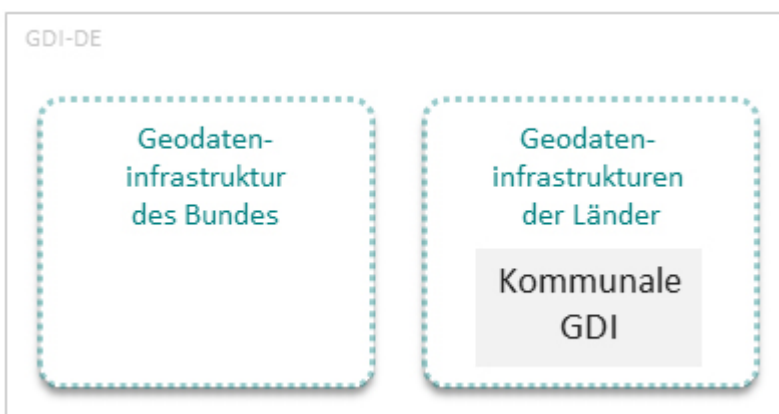 GDI-DE
Geodaten-
infrastruktur
des Bundes
Geodaten-
infrastrukturen
der Länder
Kommunale
GDI